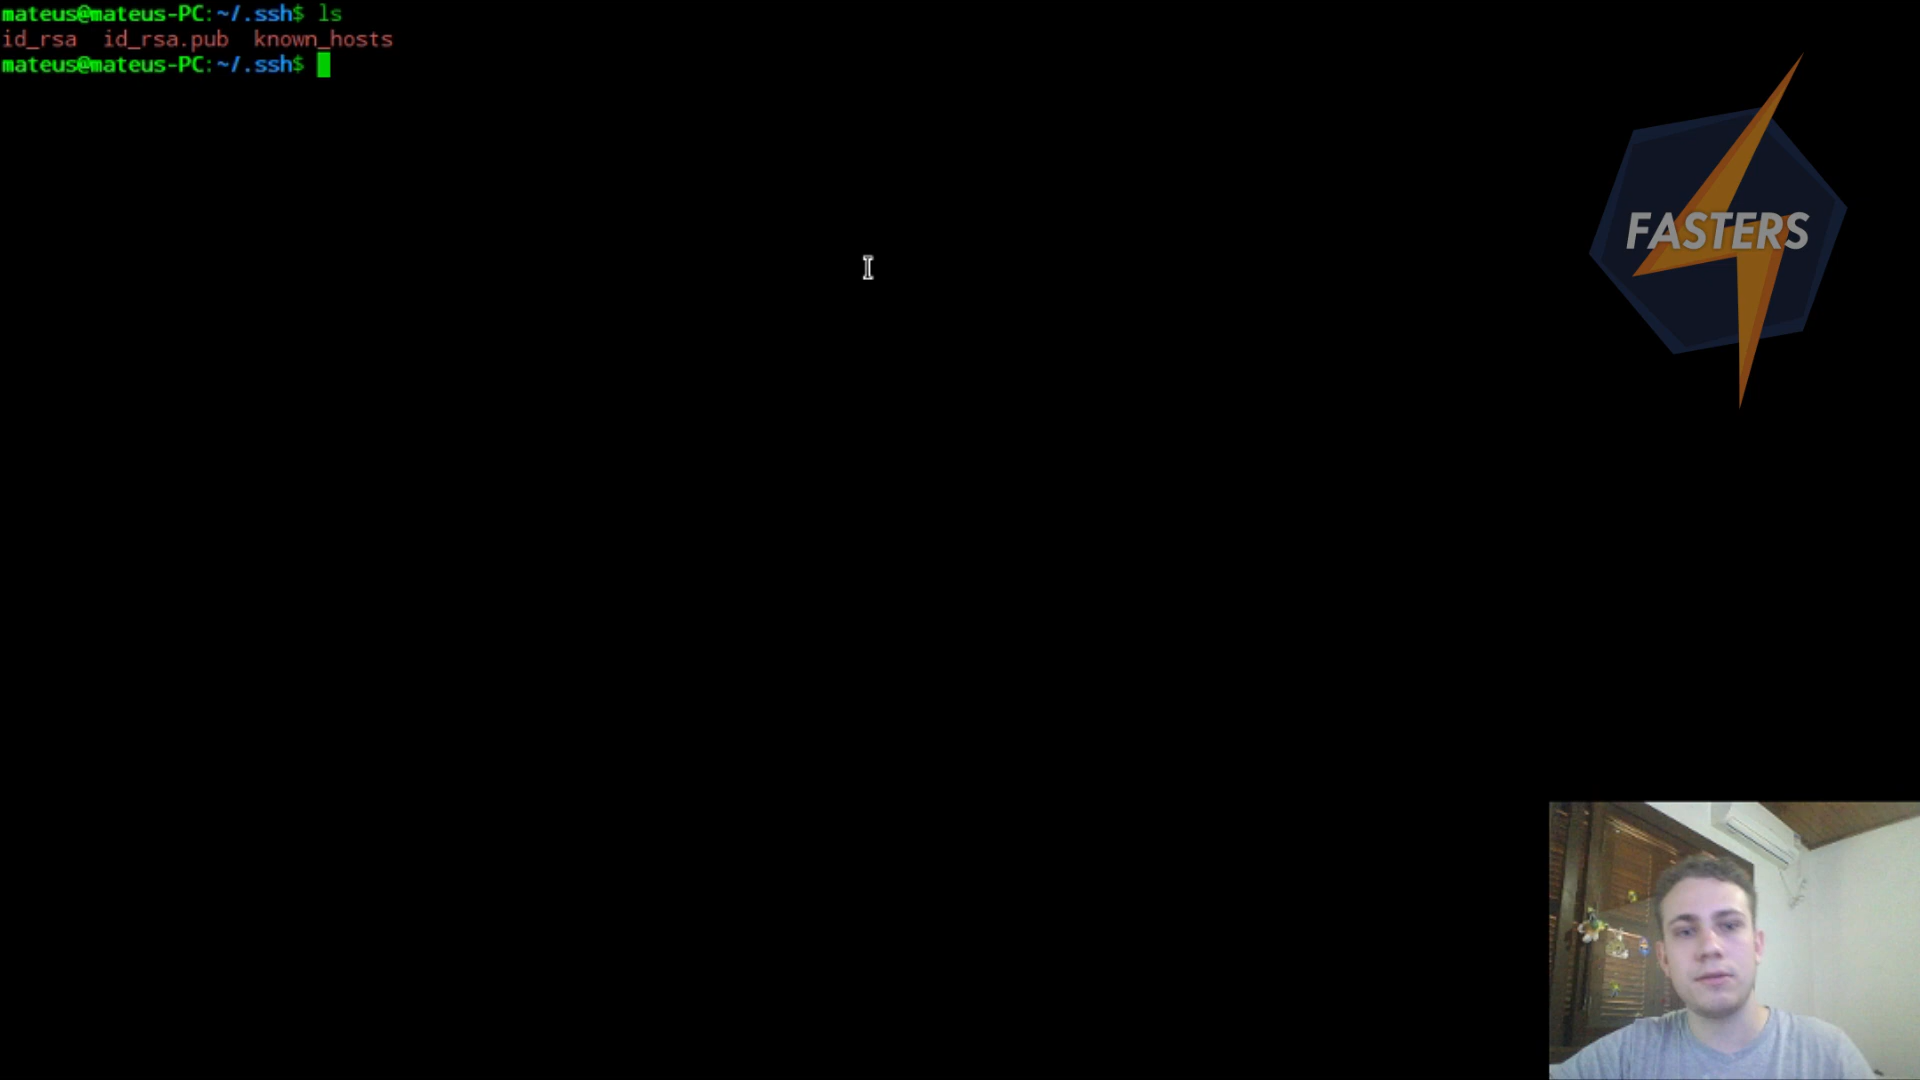 mateus@mateus-PC:~/.ssh$ ls
id_rsa  id_rsa.pub  known_hosts
mateus@mateus-PC:~/.ssh$
FASTERS